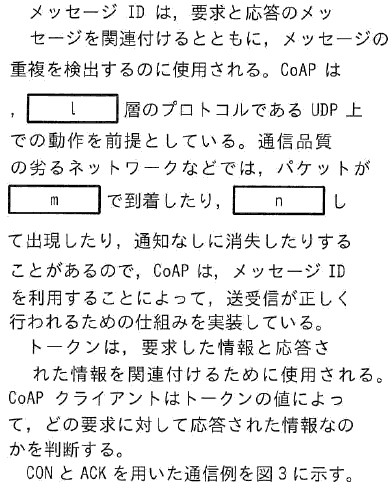 メッセージ ID は，要求と応答のメッ
セージを関連付けるとともに，メッセージの
重複を検出するのに使用される。CoAP は
， l 層のプロトコルである UDP 上
での動作を前提としている。通信品質
の劣るネットワークなどでは，パケットが
m で到着したり， n し
て出現したり，通知なしに消失したりする
ことがあるので，CoAP は，メッセージ ID
を利用することによって，送受信が正しく
行われるための仕組みを実装している。
トークンは，要求した情報と応答さ
れた情報を関連付けるために使用される。
CoAP クライアントはトークンの値によっ
て，どの要求に対して応答された情報なの
かを判断する。
CON と ACK を用いた通信例を図 3 に示す。